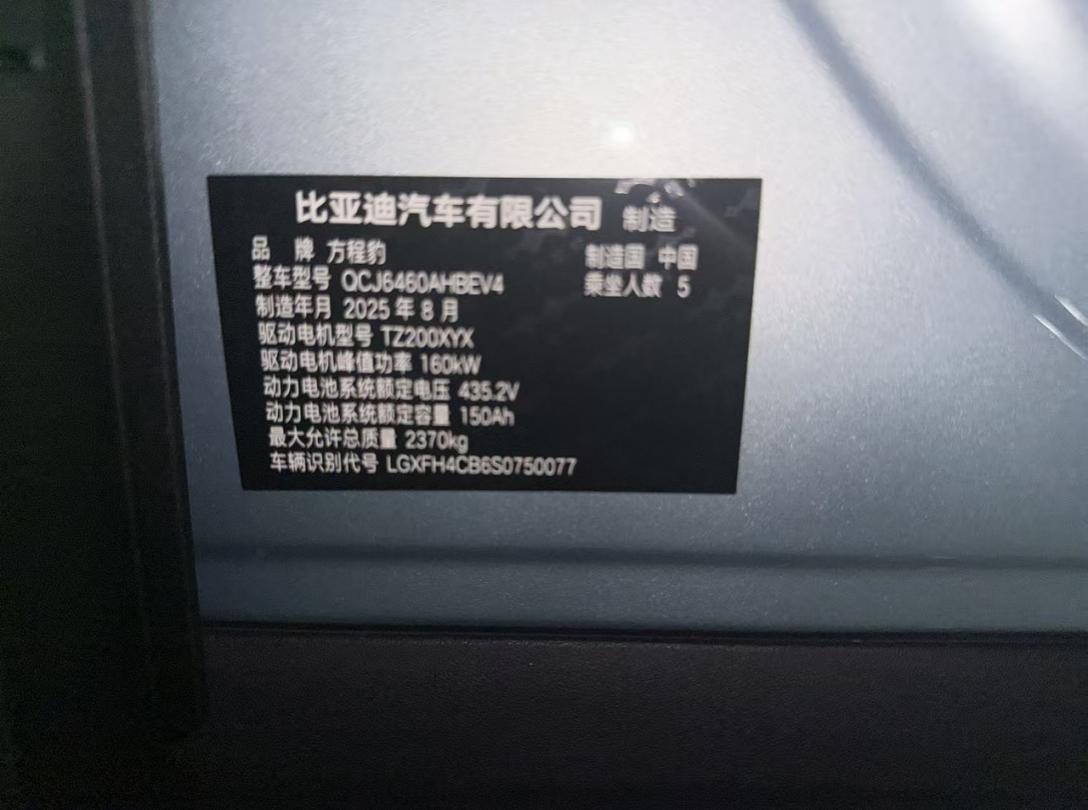 比亚迪汽车有限公司 制造
品 牌 方程豹 制造国 中国
整车型号 QCJ6460AHBEV4 乘坐人数 5
制造年月 2025 年 8 月
驱动电机型号 TZ200XYX
驱动电机峰值功率 160kW
动力电池系统额定电压 435.2V
动力电池系统额定容量 150Ah
最大允许总质量 2370kg
车辆识别代号 LGXFH4CB6S0750077